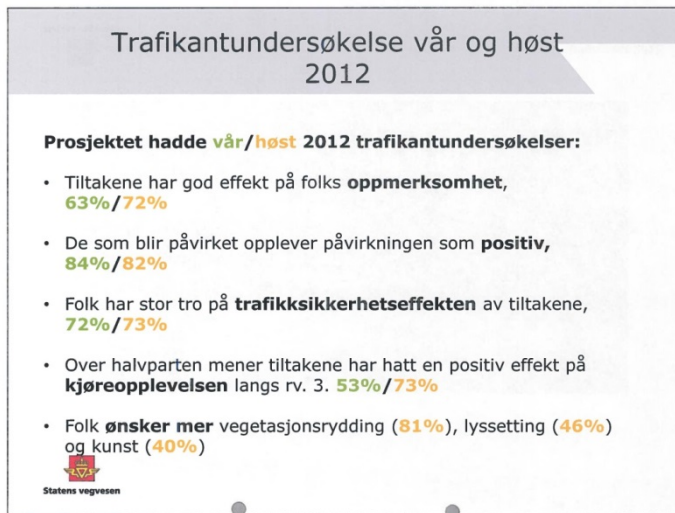 Trafikantundersøkelse vår og høst
2012
Prosjektet hadde vår/høst 2012 trafikantundersøkelser:
• Tiltakene har god effekt på folks oppmerksomhet,
63%/72%
• De som blir påvirket opplever påvirkningen som positiv,
84%/82%
• Folk har stor tro på trafikksikkerhetseffekten av tiltakene,
72%/73%
• Over halvparten mener tiltakene har hatt en positiv effekt på
kjøreopplevelsen langs rv. 3. 53%/73%
• Folk ønsker mer vegetasjonsrydding (81%), lyssetting (46%)
og kunst (40%)
Statens vegvesen